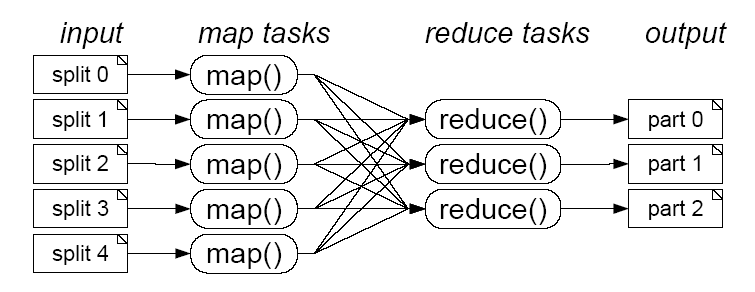 input map tasks reduce tasks output
split 0 map()
split 1 map() reduce() part 0
split 2 map() reduce() part 1
split 3 map() reduce() part 2
split 4 map()